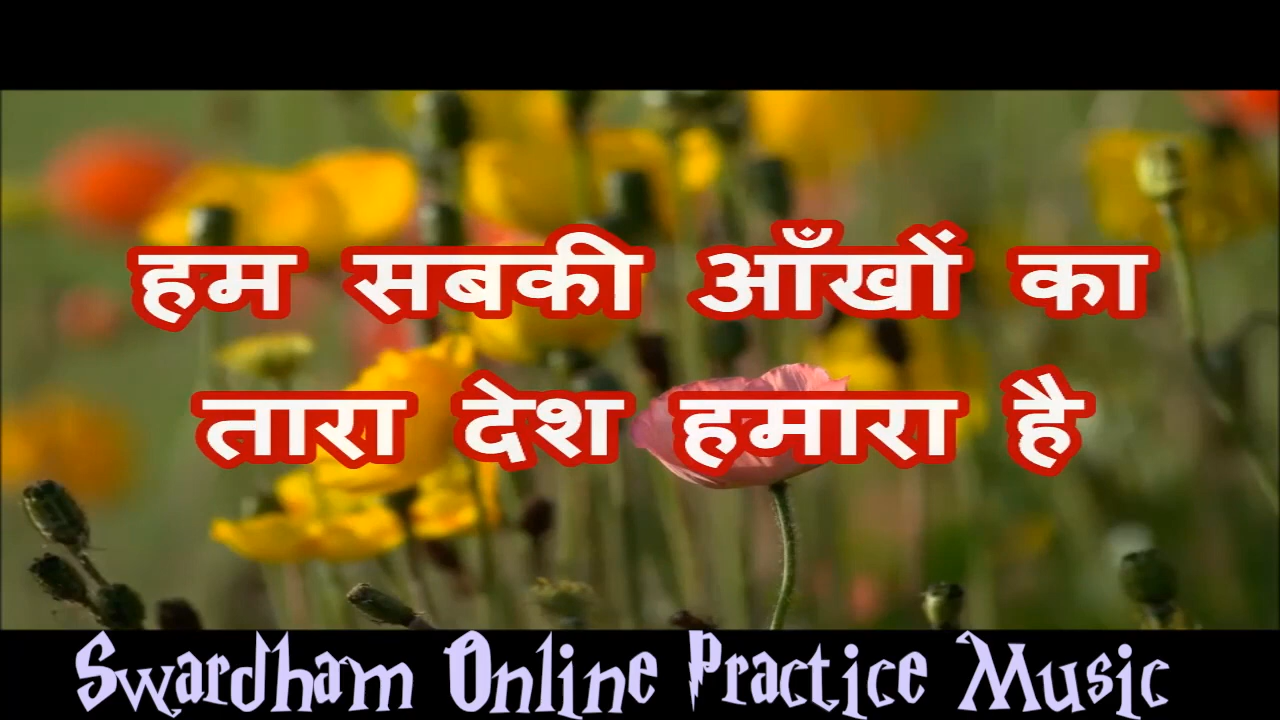 हम सबकी आँखों का
तारा देश हमारा है
Swardham Online Practice Music